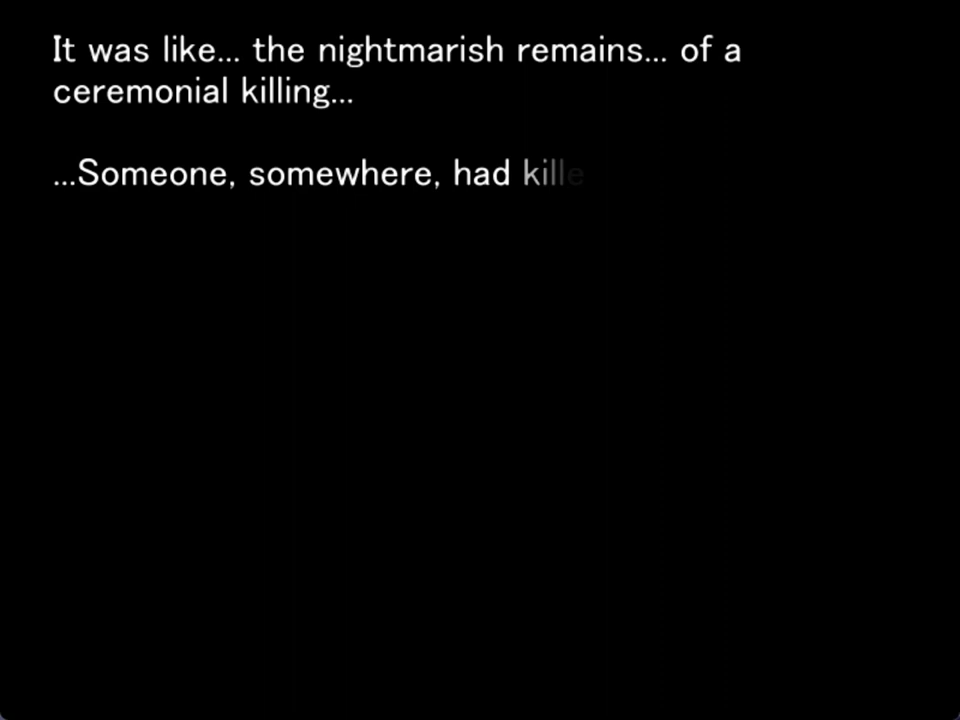 It was like... the nightmarish remains... of a
ceremonial killing...
...Someone, somewhere, had kille